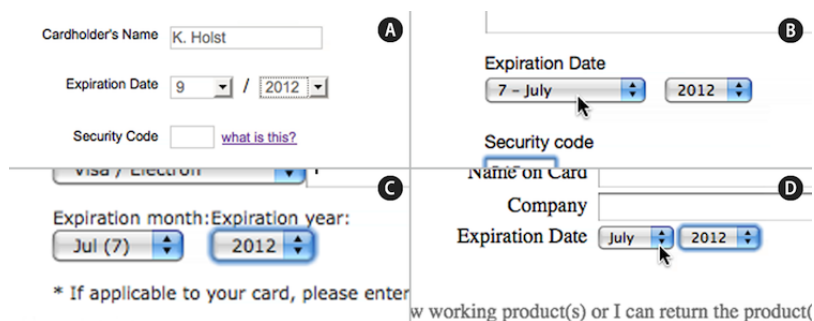 Cardholder's Name K. Holst A
Expiration Date 9 / 2012
Security Code what is this?
B
Expiration Date
7 - July 2012
Security code
Visa / Electron C
Expiration month: Expiration year:
Jul (7) 2012
* If applicable to your card, please enter
Name on Card D
Company
Expiration Date July 2012
w working product(s) or I can return the product(